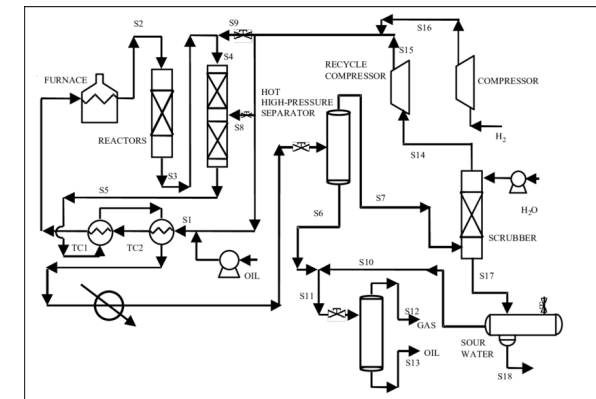 S2
S9
S16
FURNACE
S4
RECYCLE
COMPRESSOR
S15
COMPRESSOR
HOT
HIGH-PRESSURE
SEPARATOR
REACTORS
S8
H2
S3
S14
S5
S7
H2O
S6
S1
SCRUBBER
TC1
TC2
S10
S17
OIL
S11
S12
GAS
SOUR
WATER
OIL
S13
S18